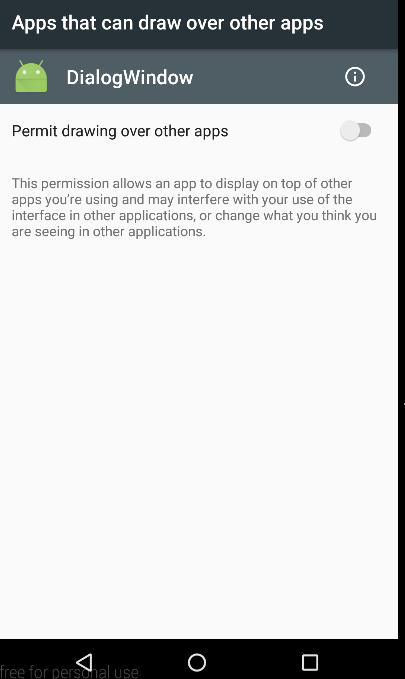 Apps that can draw over other apps
DialogWindow
Permit drawing over other apps
This permission allows an app to display on top of other
apps you're using and may interfere with your use of the
interface in other applications, or change what you think you
are seeing in other applications.
free for personal use